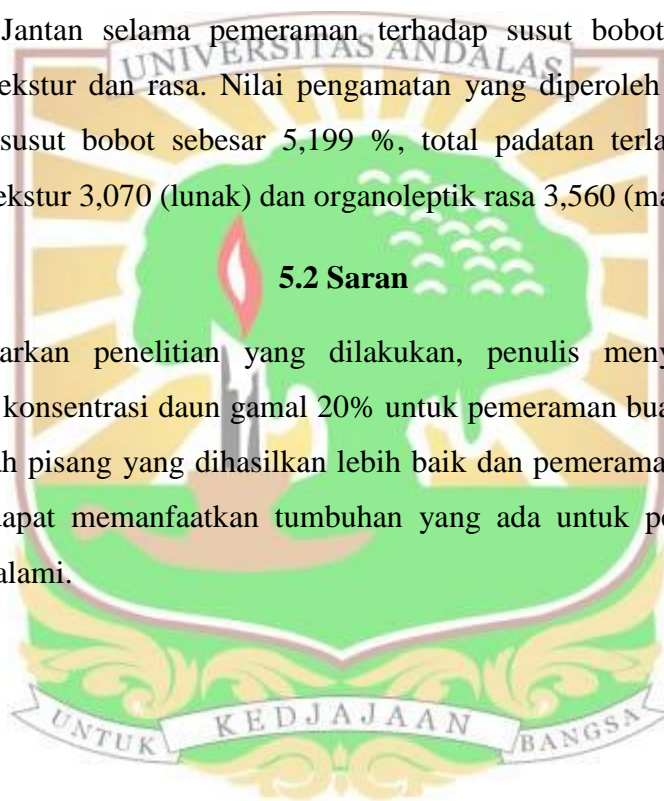 Jantan selama pemeraman terhadap susut bobot
UNIVERSITAS ANDALAS
ekstur dan rasa. Nilai pengamatan yang diperoleh
susut bobot sebesar 5,199 %, total padatan terla
ekstur 3,070 (lunak) dan organoleptik rasa 3,560 (ma
5.2 Saran
arkan penelitian yang dilakukan, penulis meny
konsentrasi daun gamal 20% untuk pemeraman bua
ah pisang yang dihasilkan lebih baik dan pemerama
dapat memanfaatkan tumbuhan yang ada untuk pe
alami.
UNTUK KEDJAJAAN BANGSA